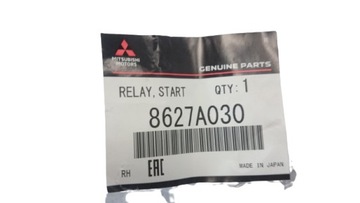 MITSUBISHI
MOTORS
GENUINE PARTS
RELAY, START QTY: 1
8627A030
RH EAC MADE IN JAPAN